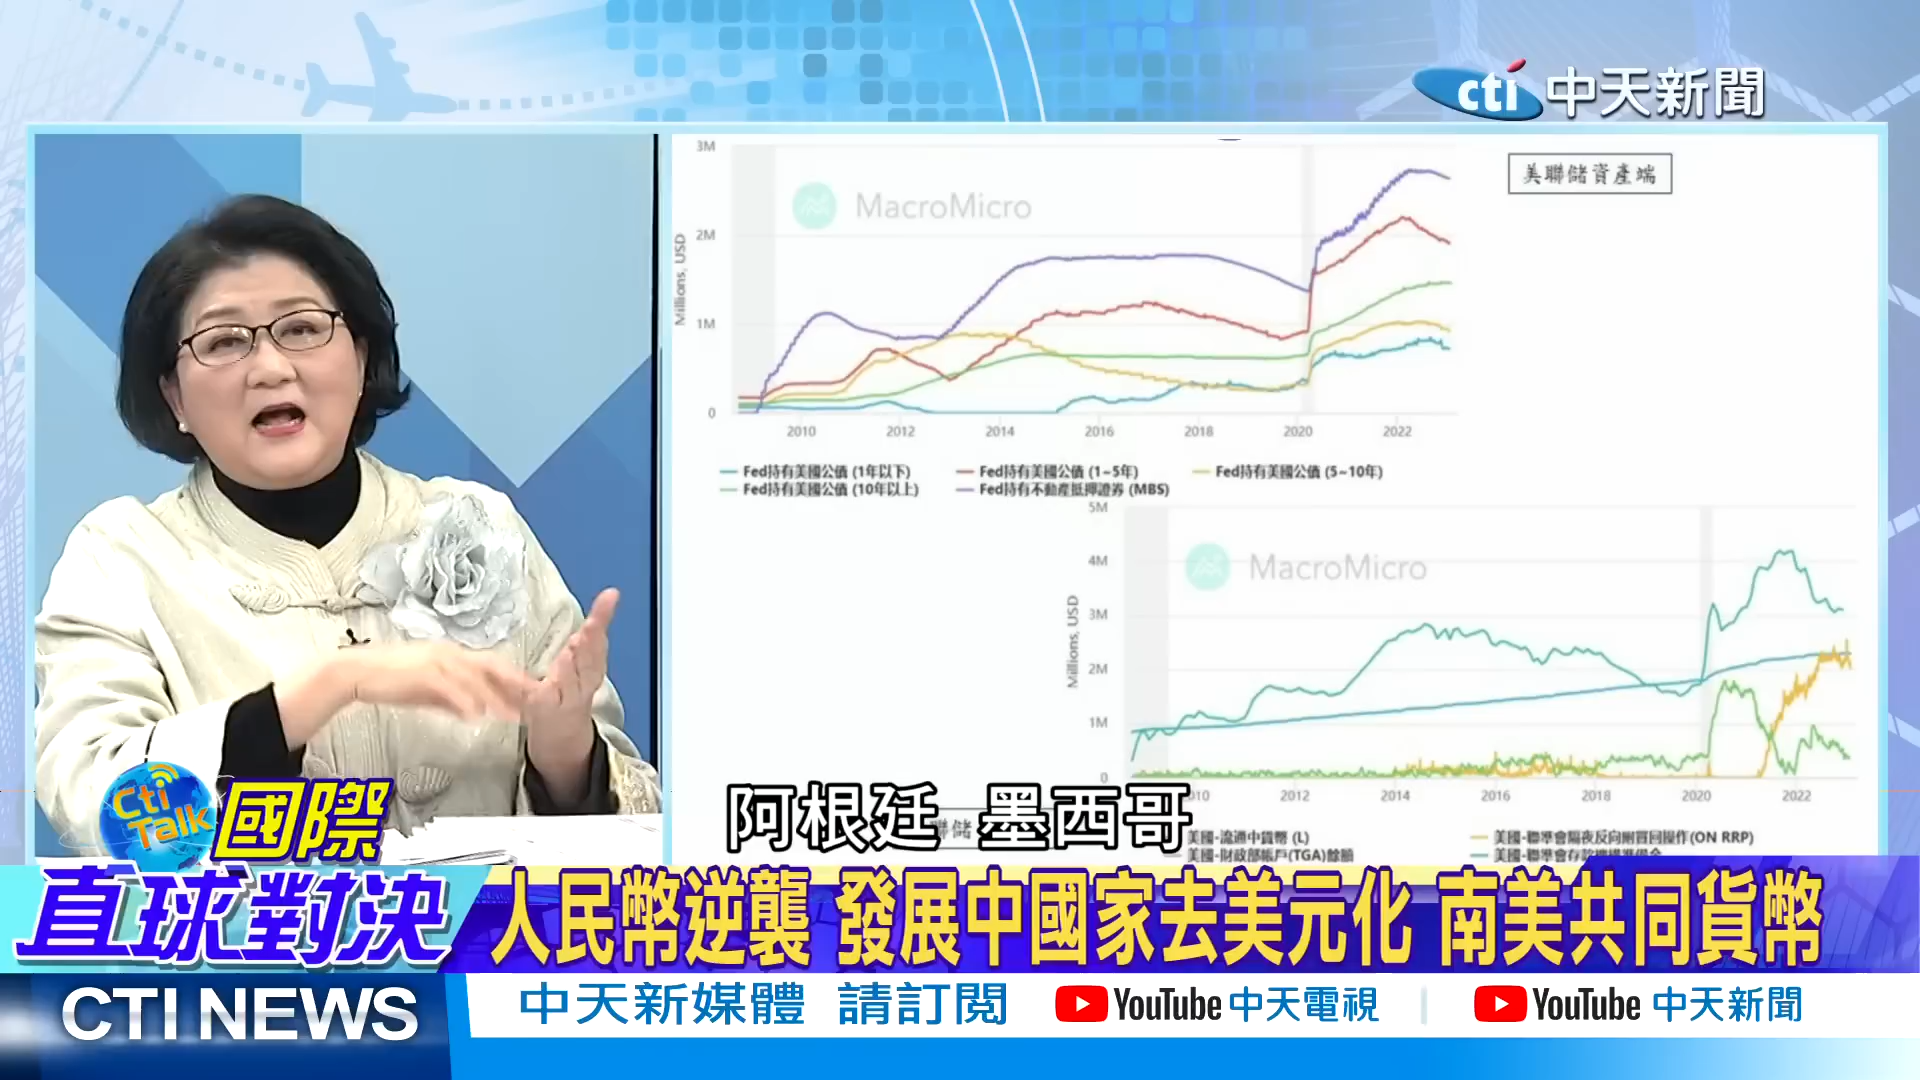 cti 中天新聞
美聯儲資產端
MacroMicro
Millions, USD
3M
2M
1M
0
2010 2012 2014 2016 2018 2020 2022
Fed持有美國公債 (1年以下) Fed持有美國公債 (1~5年) Fed持有美國公債 (5~10年)
Fed持有美國公債 (10年以上) Fed持有不動產抵押證券 (MBS)
MacroMicro
Millions, USD
5M
4M
3M
2M
1M
0
2012 2014 2016 2018 2020 2022
美國-流通中貨幣 (L) 美國-聯準會隔夜反向附買回操作(ON RRP)
美國-財政部帳戶(TGA)餘額
阿根廷 墨西哥
Cti Talk 國際
直球對決
人民幣逆襲 發展中國家去美元化 南美共同貨幣
CTI NEWS
中天新媒體 請訂閱 YouTube 中天電視 | YouTube 中天新聞